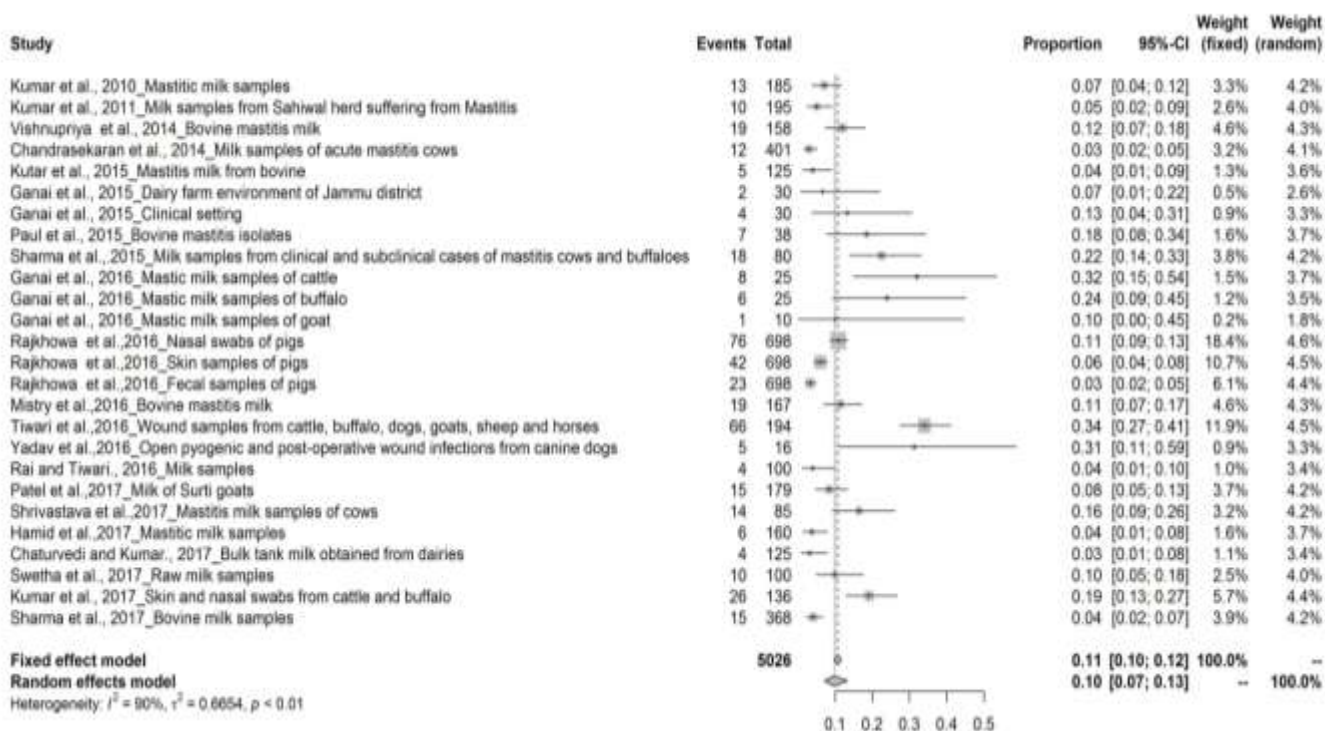 Study Events Total Proportion 95%-CI Weight (fixed) Weight (random)
Kumar et al., 2010_Mastitic milk samples 13 185 0.07 [0.04; 0.12] 3.3% 4.2%
Kumar et al., 2011_Milk samples from Sahiwal herd suffering from Mastitis 10 195 0.05 [0.02; 0.09] 2.6% 4.0%
Vishnupriya et al., 2014_Bovine mastitis milk 19 158 0.12 [0.07; 0.18] 4.6% 4.3%
Chandrasekaran et al., 2014_Milk samples of acute mastitis cows 12 401 0.03 [0.02; 0.05] 3.2% 4.1%
Kutar et al., 2015_Mastitis milk from bovine 5 125 0.04 [0.01; 0.09] 1.3% 3.6%
Ganai et al., 2015_Dairy farm environment of Jammu district 2 30 0.07 [0.01; 0.22] 0.5% 2.6%
Ganai et al., 2015_Clinical setting 4 30 0.13 [0.04; 0.31] 0.9% 3.3%
Paul et al., 2015_Bovine mastitis isolates 7 38 0.18 [0.08; 0.34] 1.6% 3.7%
Sharma et al., 2015_Milk samples from clinical and subclinical cases of mastitis cows and buffaloes 18 80 0.22 [0.14; 0.33] 3.8% 4.2%
Ganai et al., 2016_Mastic milk samples of cattle 8 25 0.32 [0.15; 0.54] 1.5% 3.7%
Ganai et al., 2016_Mastic milk samples of buffalo 6 25 0.24 [0.09; 0.45] 1.2% 3.5%
Ganai et al., 2016_Mastic milk samples of goat 1 10 0.10 [0.00; 0.45] 0.2% 1.8%
Rajkhowa et al.,2016_Nasal swabs of pigs 76 698 0.11 [0.09; 0.13] 18.4% 4.6%
Rajkhowa et al.,2016_Skin samples of pigs 42 698 0.06 [0.04; 0.08] 10.7% 4.5%
Rajkhowa et al.,2016_Fecal samples of pigs 23 698 0.03 [0.02; 0.05] 6.1% 4.4%
Mistry et al.,2016_Bovine mastitis milk 19 167 0.11 [0.07; 0.17] 4.6% 4.3%
Tiwari et al.,2016_Wound samples from cattle, buffalo, dogs, goats, sheep and horses 66 194 0.34 [0.27; 0.41] 11.9% 4.5%
Yadav et al.,2016_Open pyogenic and post-operative wound infections from canine dogs 5 16 0.31 [0.11; 0.59] 0.9% 3.3%
Rai and Tiwari., 2016_Milk samples 4 100 0.04 [0.01; 0.10] 1.0% 3.4%
Patel et al.,2017_Milk of Surti goats 15 179 0.08 [0.05; 0.13] 3.7% 4.2%
Shrivastava et al.,2017_Mastitis milk samples of cows 14 85 0.16 [0.09; 0.26] 3.2% 4.2%
Hamid et al.,2017_Mastitic milk samples 6 160 0.04 [0.01; 0.08] 1.6% 3.7%
Chaturvedi and Kumar., 2017_Bulk tank milk obtained from dairies 4 125 0.03 [0.01; 0.08] 1.1% 3.4%
Swetha et al., 2017_Raw milk samples 10 100 0.10 [0.05; 0.18] 2.5% 4.0%
Kumar et al., 2017_Skin and nasal swabs from cattle and buffalo 26 136 0.19 [0.13; 0.27] 5.7% 4.4%
Sharma et al., 2017_Bovine milk samples 15 368 0.04 [0.02; 0.07] 3.9% 4.2%
Fixed effect model 5026 0.11 [0.10; 0.12] 100.0% --
Random effects model 0.10 [0.07; 0.13] -- 100.0%
Heterogeneity: I² = 90%, τ² = 0.6654, p < 0.01
0.1 0.2 0.3 0.4 0.5